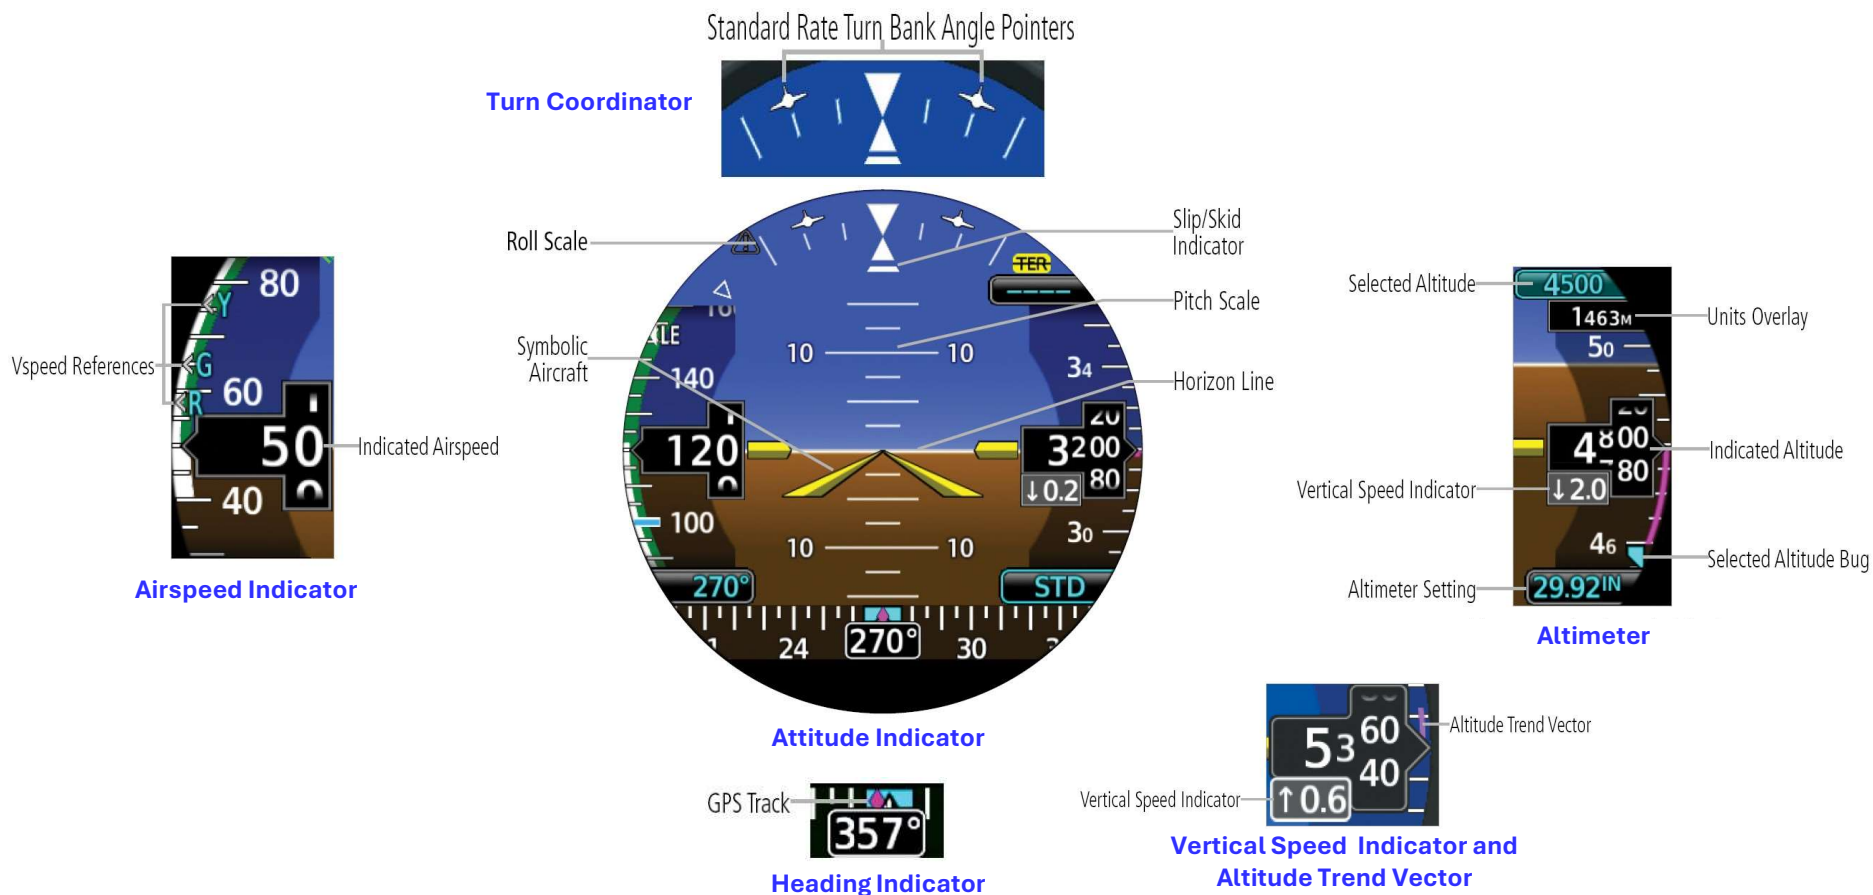 Standard Rate Turn Bank Angle Pointers
Turn Coordinator
Roll Scale
Slip/Skid
Indicator
Pitch Scale
Symbolic
Aircraft
Horizon Line
TER
----
LE
140
120
100
10
10
10
10
34
3200
20
80
↓0.2
30
270°
STD
24
270°
30
Attitude Indicator
80
Y
G
60
R
50
40
Vspeed References
Indicated Airspeed
Airspeed Indicator
4500
1463M
50
4800
80
↓2.0
46
29.92IN
Selected Altitude
Units Overlay
Indicated Altitude
Vertical Speed Indicator
Selected Altitude Bug
Altimeter Setting
Altimeter
GPS Track
357°
Heading Indicator
53
60
40
↑0.6
Altitude Trend Vector
Vertical Speed Indicator
Vertical Speed Indicator and
Altitude Trend Vector